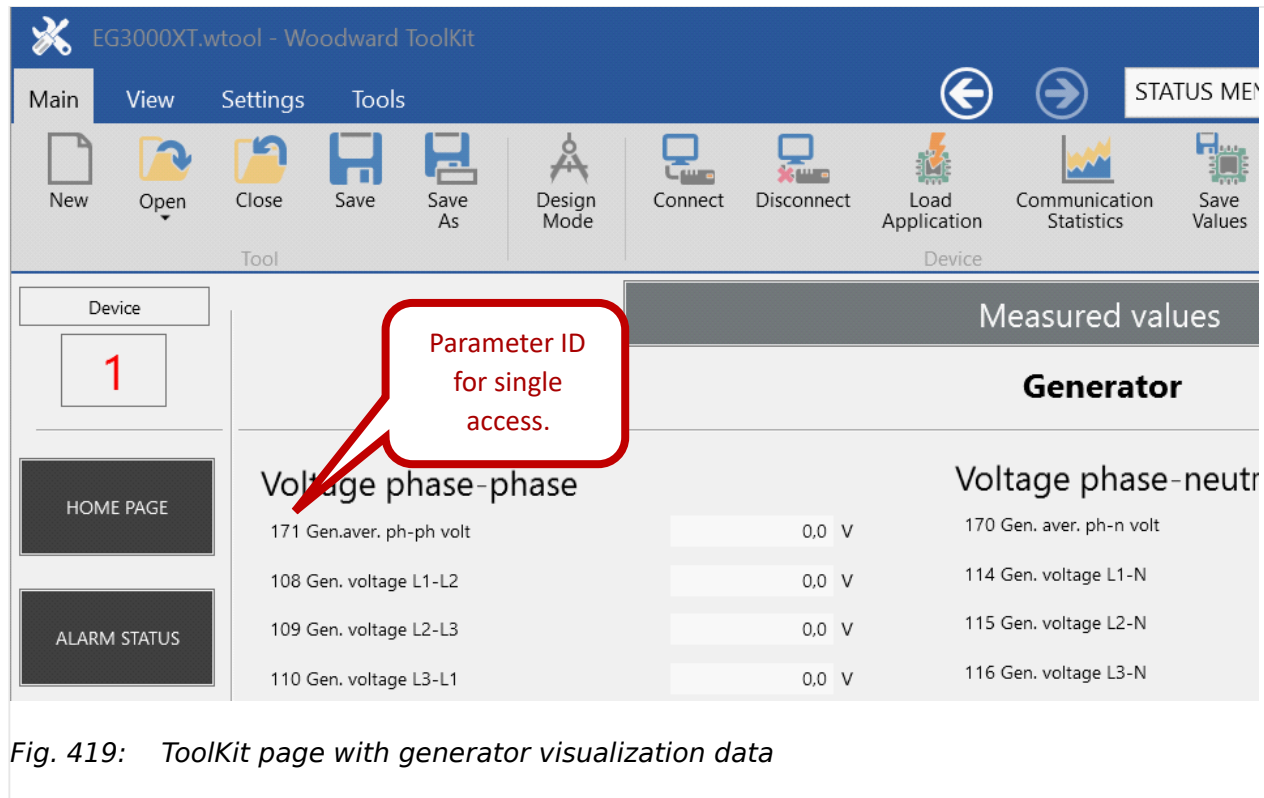 EG3000XT.wtool - Woodward ToolKit
Main View Settings Tools STATUS MEN
New Open Close Save Save As Design Mode Connect Disconnect Load Application Communication Statistics Save Values
Tool Device
Device
1
Measured values
Parameter ID
for single
access.
Generator
HOME PAGE
ALARM STATUS
Voltage phase-phase
171 Gen.aver. ph-ph volt 0,0 V
108 Gen. voltage L1-L2 0,0 V
109 Gen. voltage L2-L3 0,0 V
110 Gen. voltage L3-L1 0,0 V
Voltage phase-neutr
170 Gen. aver. ph-n volt
114 Gen. voltage L1-N
115 Gen. voltage L2-N
116 Gen. voltage L3-N
Fig. 419: ToolKit page with generator visualization data